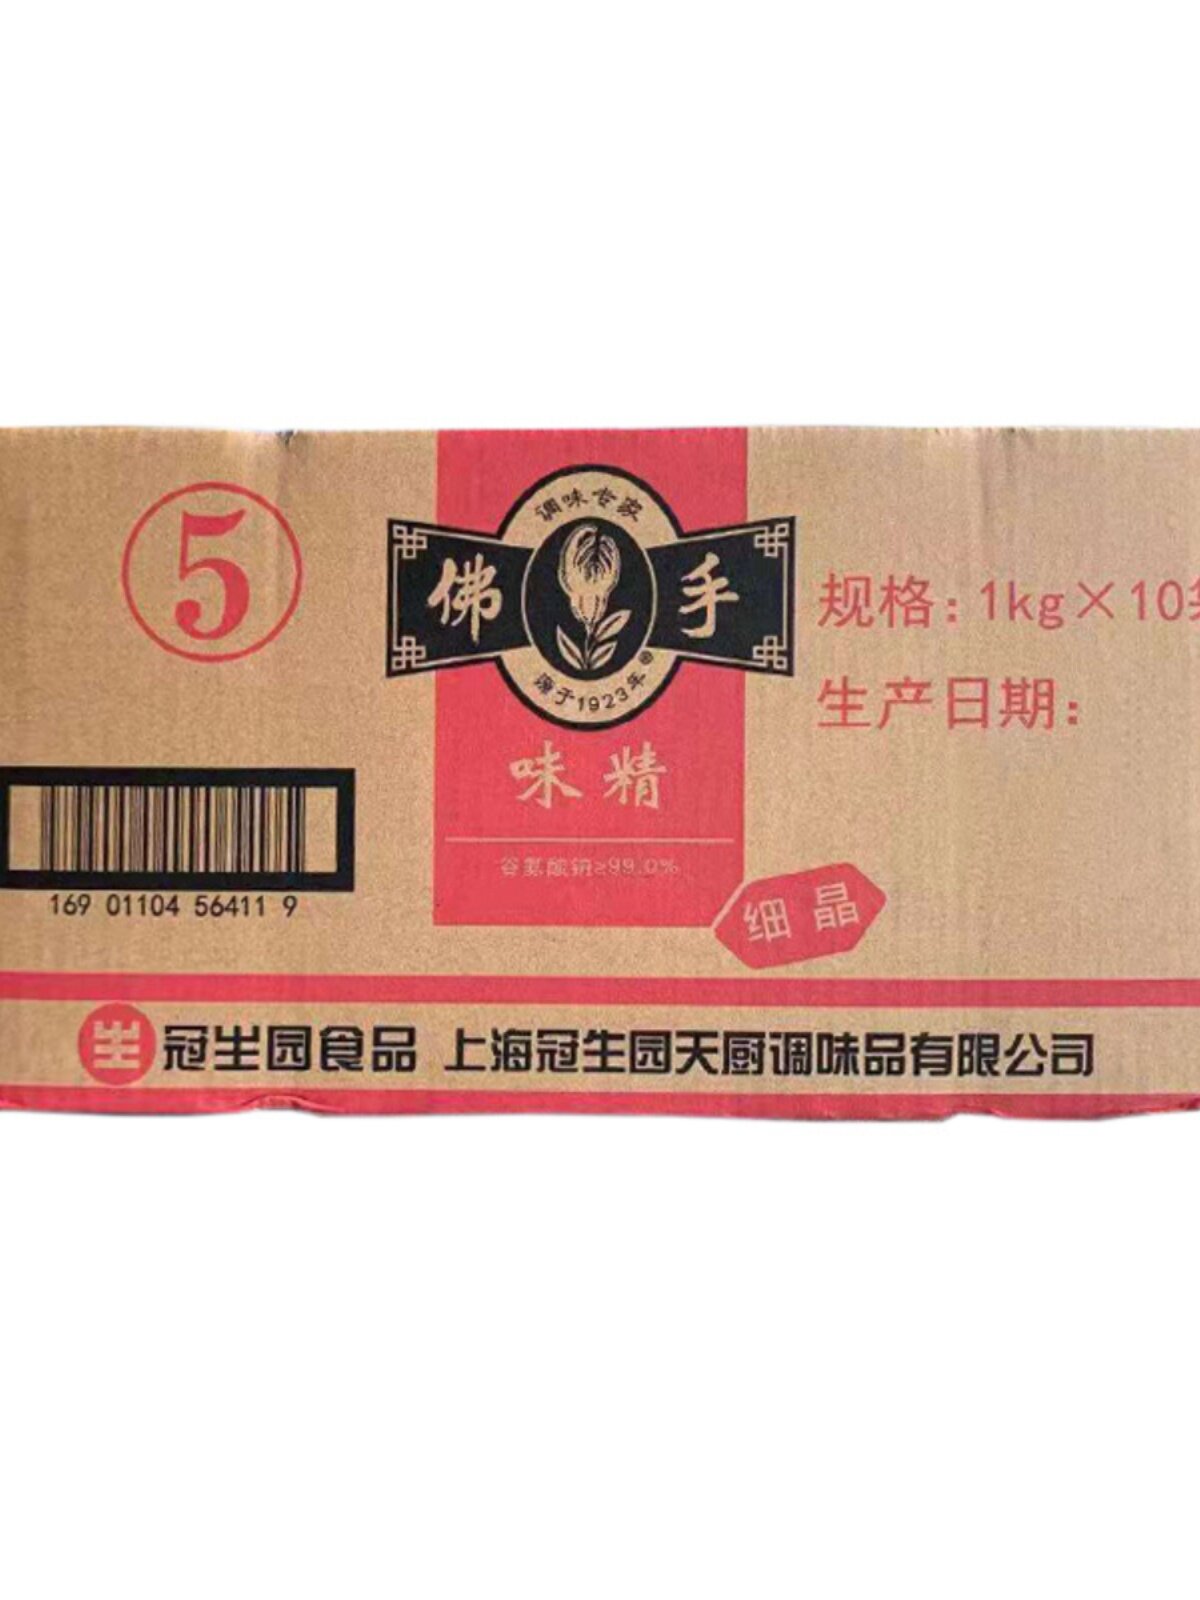 5
调味专家
佛手
源于1923年®
味精
谷氨酸钠≥99.0%
细晶
规格:1kg×10
生产日期:
169 01104 56411 9
生 冠生园食品 上海冠生园天厨调味品有限公司